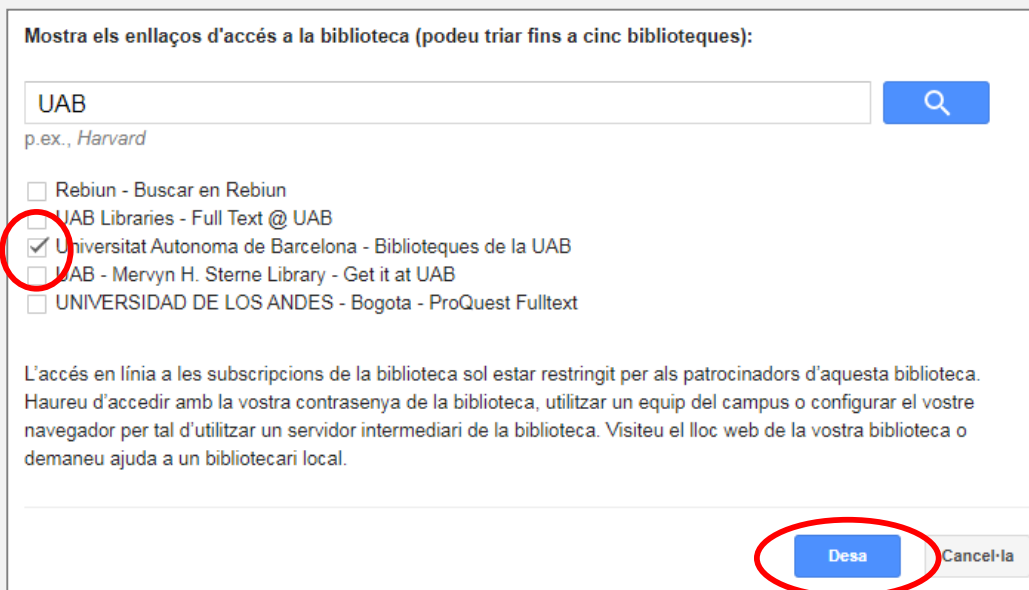 Mostra els enllaços d'accés a la biblioteca (podeu triar fins a cinc biblioteques):
UAB
p.ex., Harvard
Rebiun - Buscar en Rebiun
UAB Libraries - Full Text @ UAB
Universitat Autonoma de Barcelona - Biblioteques de la UAB
UAB - Mervyn H. Sterne Library - Get it at UAB
UNIVERSIDAD DE LOS ANDES - Bogota - ProQuest Fulltext
L'accés en línia a les subscripcions de la biblioteca sol estar restringit per als patrocinadors d'aquesta biblioteca.
Haureu d'accedir amb la vostra contrasenya de la biblioteca, utilitzar un equip del campus o configurar el vostre
navegador per tal d'utilitzar un servidor intermediari de la biblioteca. Visiteu el lloc web de la vostra biblioteca o
demaneu ajuda a un bibliotecari local.
Desa Cancel·la